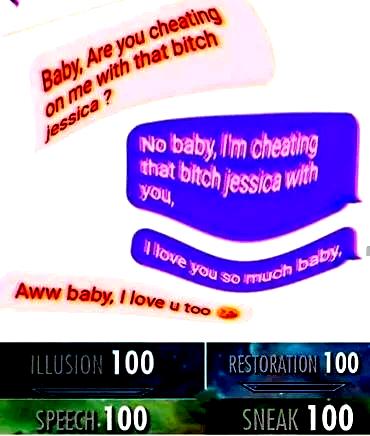 Baby, Are you cheating
on me with that bitch
jessica ?
No baby, I'm cheating
that bitch jessica with
you,
I love you so much baby,
Aww baby, I love u too
ILLUSION 100
RESTORATION 100
SPEECH 100
SNEAK 100